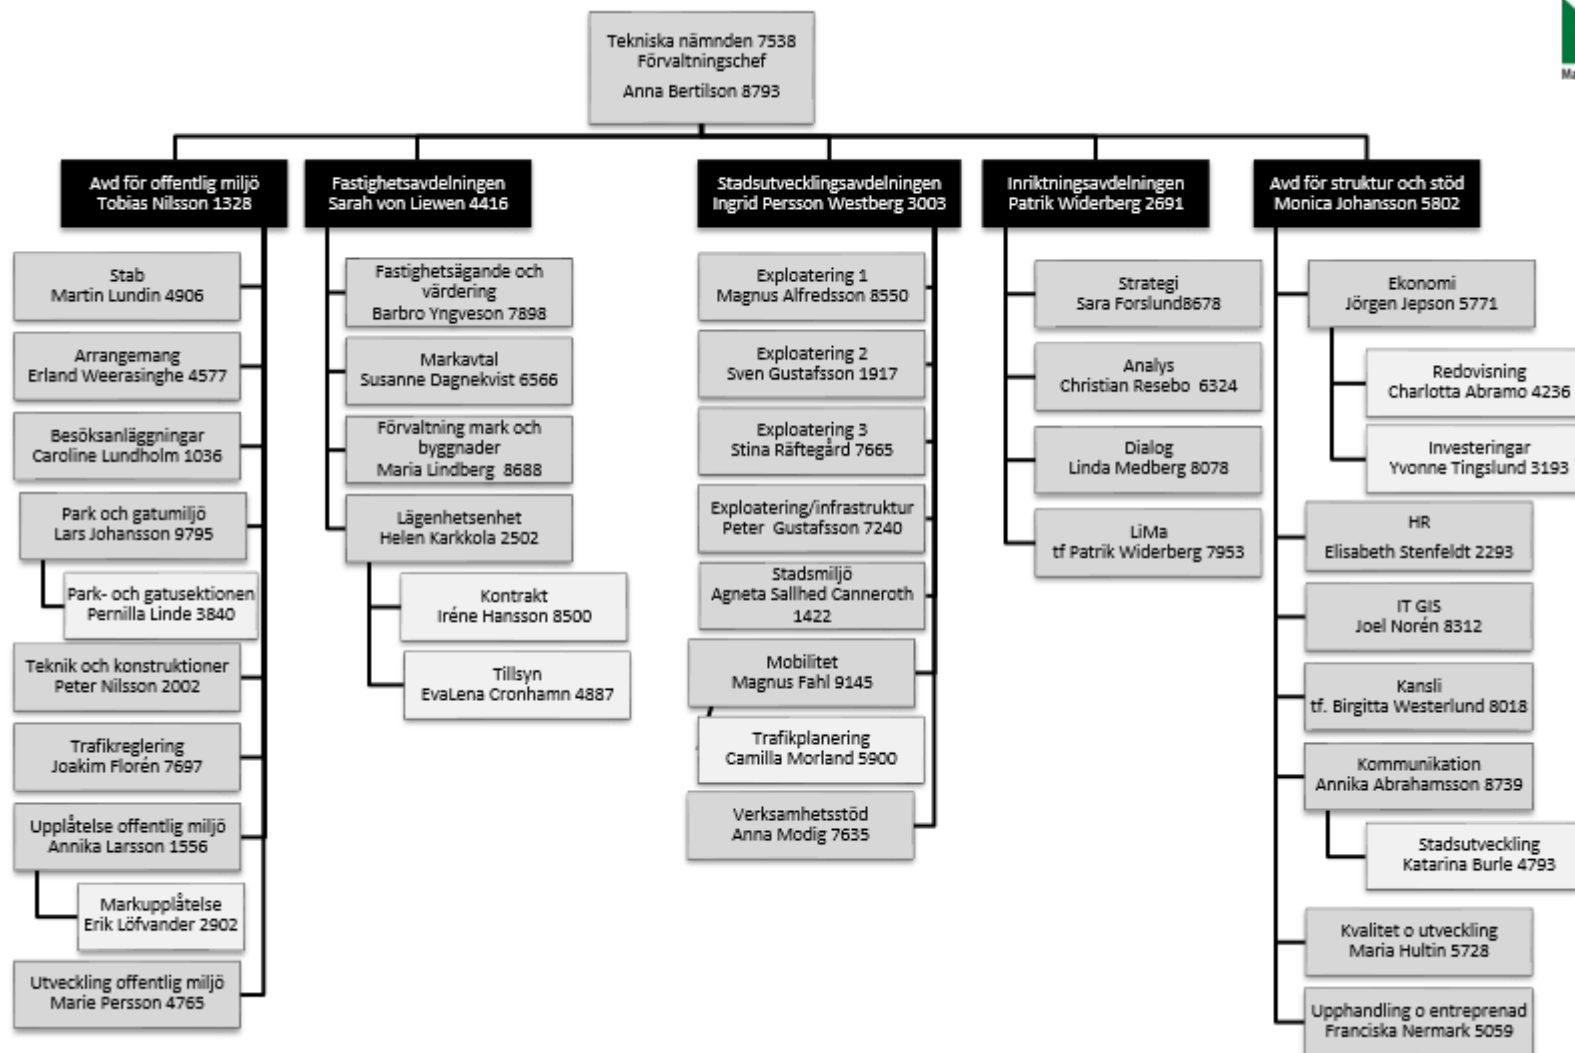 Tekniska nämnden 7538
Förvaltningschef
Anna Bertilson 8793
Avd för offentlig miljö
Tobias Nilsson 1328
Stab
Martin Lundin 4906
Arrangemang
Erland Weerasinghe 4577
Besöksanläggningar
Caroline Lundholm 1036
Park och gatumiljö
Lars Johansson 9795
Park- och gatusektionen
Pernilla Linde 3840
Teknik och konstruktioner
Peter Nilsson 2002
Trafikreglering
Joakim Florén 7697
Upplåtelse offentlig miljö
Annika Larsson 1556
Markupplåtelse
Erik Löfvander 2902
Utveckling offentlig miljö
Marie Persson 4765
Fastighetsavdelningen
Sarah von Liewen 4416
Fastighetsägande och
värdering
Barbro Yngveson 7898
Markavtal
Susanne Dagnekvist 6566
Förvaltning mark och
byggnader
Maria Lindberg  8688
Lägenhetsenhet
Helen Karkkola 2502
Kontrakt
Iréne Hansson 8500
Tillsyn
EvaLena Cronhamn 4887
Stadsutvecklingsavdelningen
Ingrid Persson Westberg 3003
Exploatering 1
Magnus Alfredsson 8550
Exploatering 2
Sven Gustafsson 1917
Exploatering 3
Stina Räftegård 7665
Exploatering/infrastruktur
Peter  Gustafsson 7240
Stadsmiljö
Agneta Sallhed Canneroth
1422
Mobilitet
Magnus Fahl 9145
Trafikplanering
Camilla Morland 5900
Verksamhetsstöd
Anna Modig 7635
Inriktningsavdelningen
Patrik Widerberg 2691
Strategi
Sara Forslund8678
Analys
Christian Resebo  6324
Dialog
Linda Medberg 8078
LiMa
tf Patrik Widerberg 7953
Avd för struktur och stöd
Monica Johansson 5802
Ekonomi
Jörgen Jepson 5771
Redovisning
Charlotta Abramo 4236
Investeringar
Yvonne Tingslund 3193
HR
Elisabeth Stenfeldt 2293
IT GIS
Joel Norén 8312
Kansli
tf. Birgitta Westerlund 8018
Kommunikation
Annika Abrahamsson 8739
Stadsutveckling
Katarina Burle 4793
Kvalitet o utveckling
Maria Hultin 5728
Upphandling o entreprenad
Franciska Nermark 5059